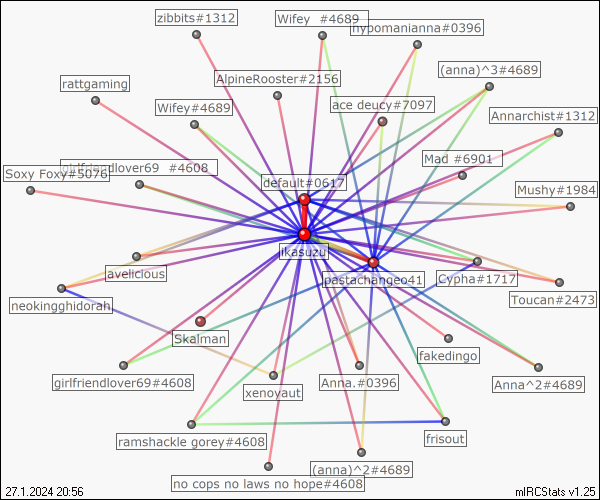 zibbits#1312
Wifey  #4689
hypomanianna#0396
rattgaming
AlpineRooster#2156
(anna)^3#4689
Wifey#4689
ace deucy#7097
Annarchist#1312
Soxy Foxy#5076
girlfriendlover69  #4608
Mad #6901
default#0617
Mushy#1984
jikasuzu
avelicious
pastachangeo41
Cypha#1717
neokingghidorah
Toucan#2473
Skalman
fakedingo
girlfriendlover69#4608
xenoyaut
Anna.#0396
Anna^2#4689
ramshackle gorey#4608
frisout
(anna)^2#4689
no cops no laws no hope#4608
27.1.2024 20:56
mIRCStats v1.25